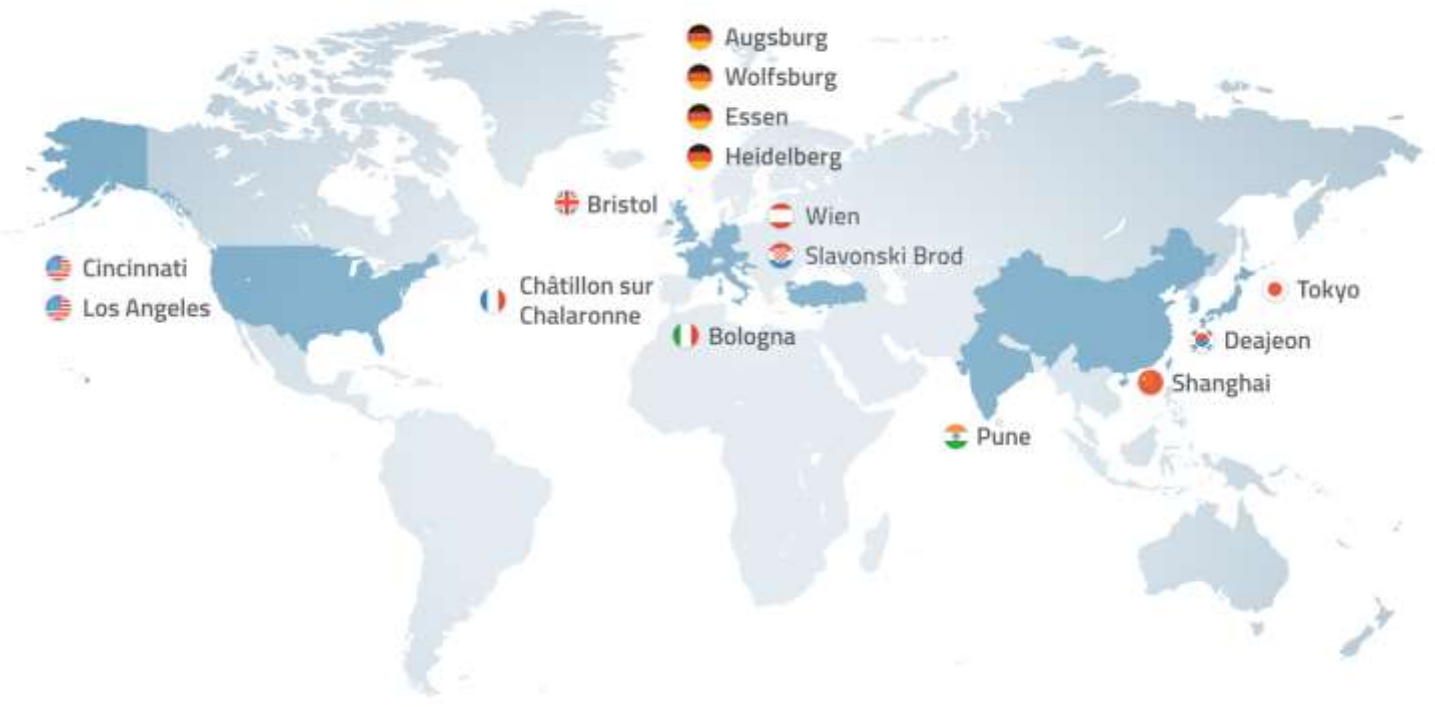 Augsburg
Wolfsburg
Essen
Heidelberg
Bristol
Wien
Slavonski Brod
Cincinnati
Los Angeles
Châtillon sur
Chalaronne
Bologna
Tokyo
Deajeon
Shanghai
Pune